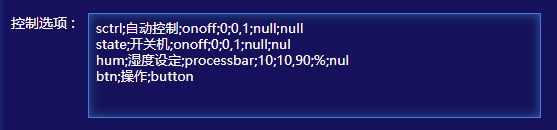 控制选项：
sctrl;自动控制;onoff;0;0,1;null;null
state;开关机;onoff;0;0,1;null;nul
hum;湿度设定;processbar;10;10,90;%;nul
btn;操作;button